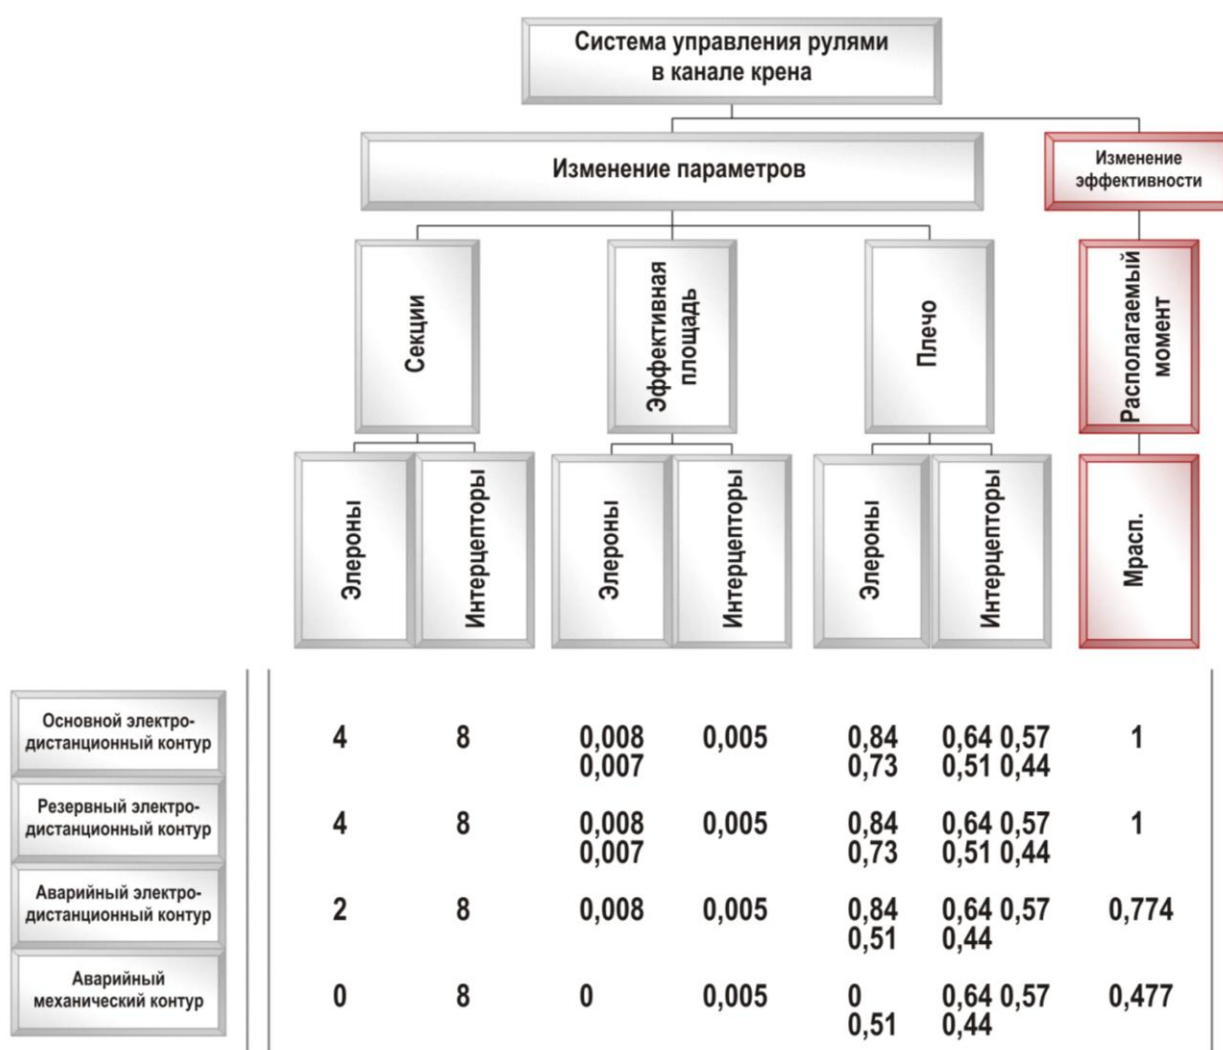 Система управления рулями
в канале крена
Изменение параметров
Изменение
эффективности
Секции
Эффективная
площадь
Плечо
Располагаемый
момент
Элероны
Интерцепторы
Элероны
Интерцепторы
Элероны
Интерцепторы
Мрасп.
Основной электро-
дистанционный контур
4 8 0,008 0,005 0,84 0,64 0,57 1
0,007 0,73 0,51 0,44
Резервный электро-
дистанционный контур
4 8 0,008 0,005 0,84 0,64 0,57 1
0,007 0,73 0,51 0,44
Аварийный электро-
дистанционный контур
2 8 0,008 0,005 0,84 0,64 0,57 0,774
0,51 0,44
Аварийный
механический контур
0 8 0 0,005 0 0,64 0,57 0,477
0,51 0,44